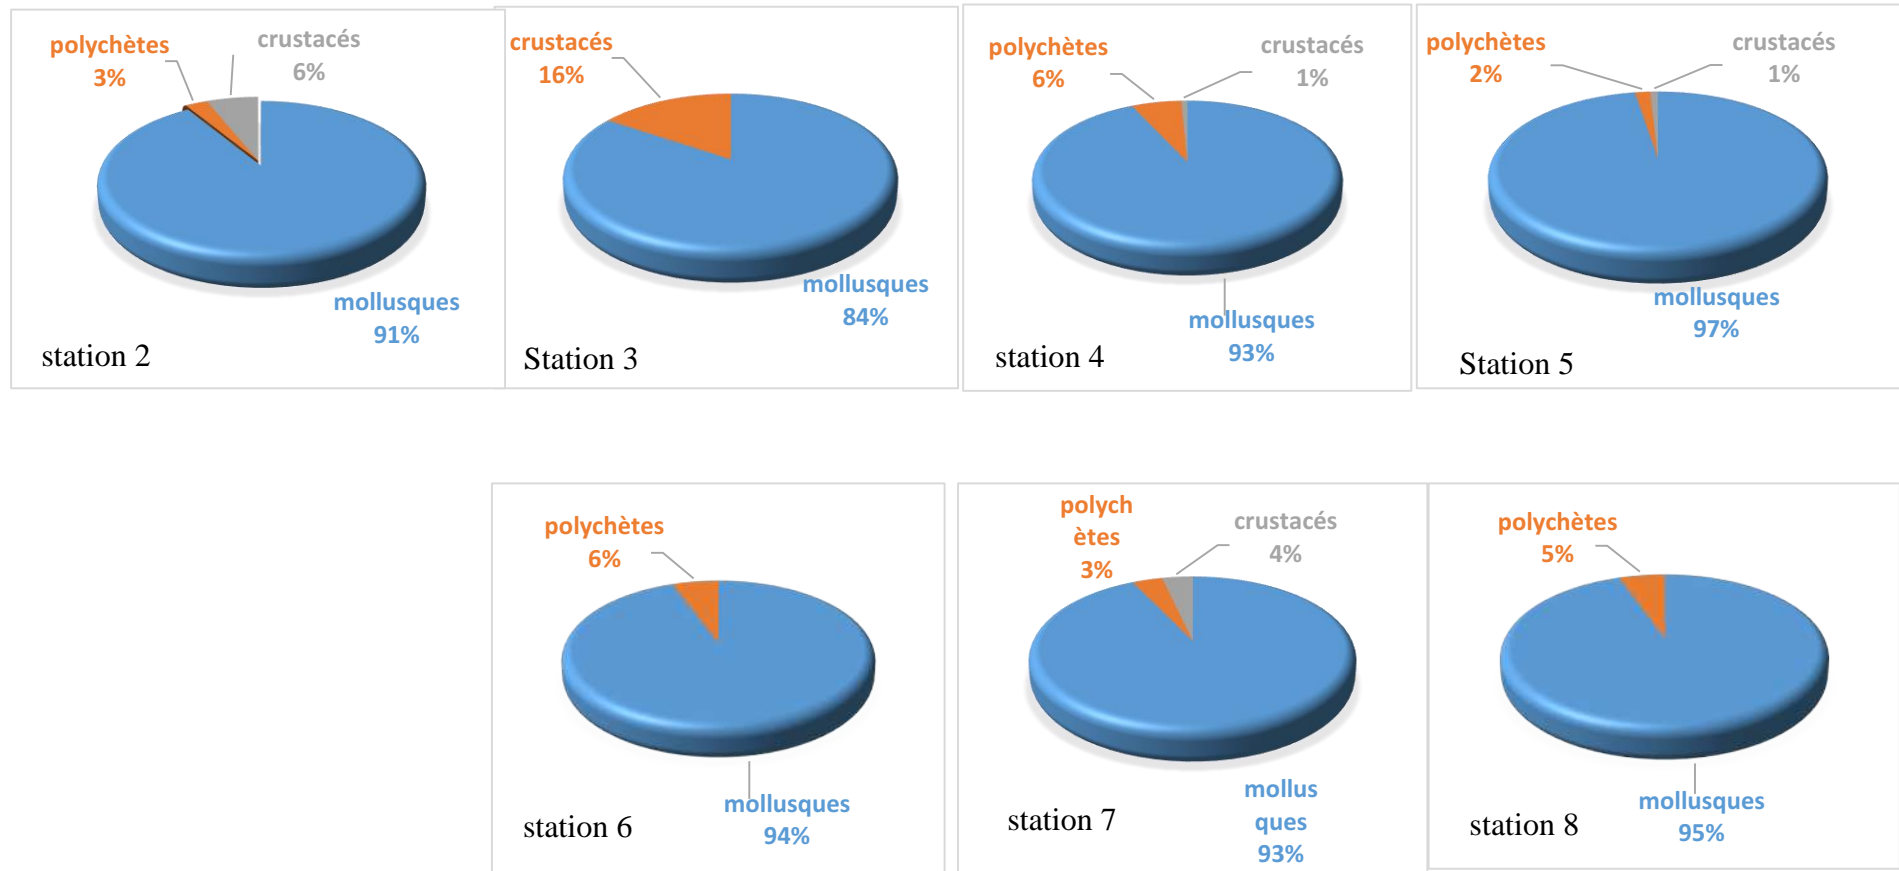 polychètes
3%
crustacés
6%
mollusques
91%
station 2
crustacés
16%
mollusques
84%
Station 3
polychètes
6%
crustacés
1%
mollusques
93%
station 4
polychètes
2%
crustacés
1%
mollusques
97%
Station 5
polychètes
6%
mollusques
94%
station 6
polych
ètes
3%
crustacés
4%
mollus
ques
93%
station 7
polychètes
5%
mollusques
95%
station 8